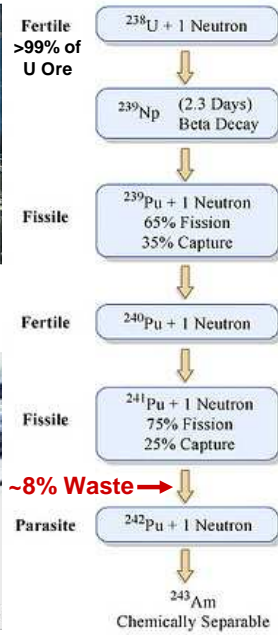 Fertile
>99% of
U Ore
²³⁸U + 1 Neutron
²³⁹Np (2.3 Days)
Beta Decay
Fissile
²³⁹Pu + 1 Neutron
65% Fission
35% Capture
Fertile
²⁴⁰Pu + 1 Neutron
Fissile
²⁴¹Pu + 1 Neutron
75% Fission
25% Capture
~8% Waste
Parasite
²⁴²Pu + 1 Neutron
²⁴³Am
Chemically Separable